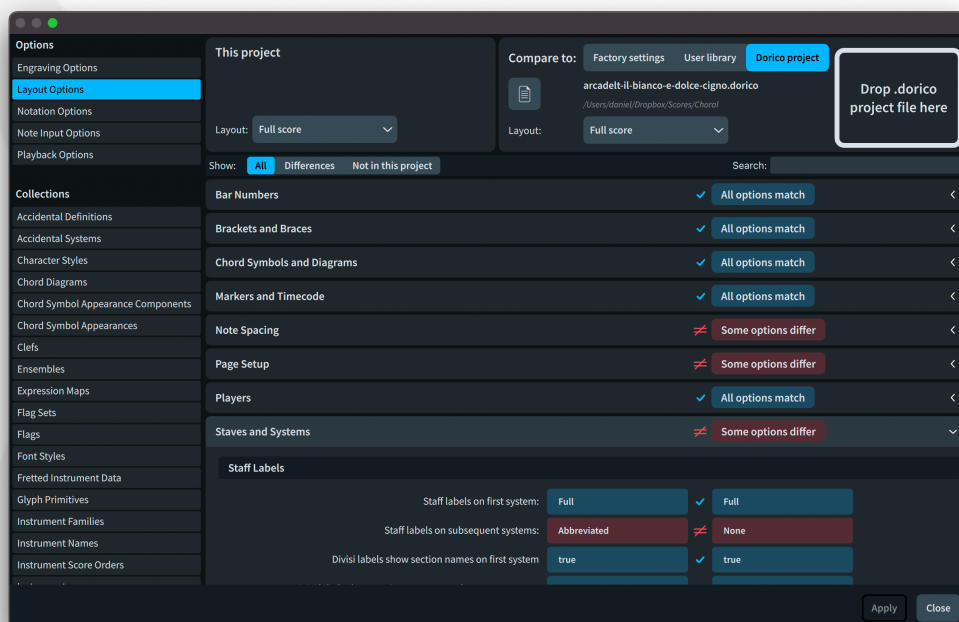 Options
Engraving Options
Layout Options
Notation Options
Note Input Options
Playback Options
Collections
Accidental Definitions
Accidental Systems
Character Styles
Chord Diagrams
Chord Symbol Appearance Components
Chord Symbol Appearances
Clefs
Ensembles
Expression Maps
Flag Sets
Flags
Font Styles
Fretted Instrument Data
Glyph Primitives
Instrument Families
Instrument Names
Instrument Score Orders
This project
Layout: Full score
Compare to: Factory settings User library Dorico project
arcadelt-il-bianco-e-dolce-cigno.dorico
/Users/daniel/Dropbox/Scores/Choral
Layout: Full score
Drop .dorico
project file here
Show: All Differences Not in this project Search:
Bar Numbers All options match
Brackets and Braces All options match
Chord Symbols and Diagrams All options match
Markers and Timecode All options match
Note Spacing Some options differ
Page Setup Some options differ
Players All options match
Staves and Systems Some options differ
Staff Labels
Staff labels on first system: Full Full
Staff labels on subsequent systems: Abbreviated None
Divisi labels show section names on first system true true
Apply Close